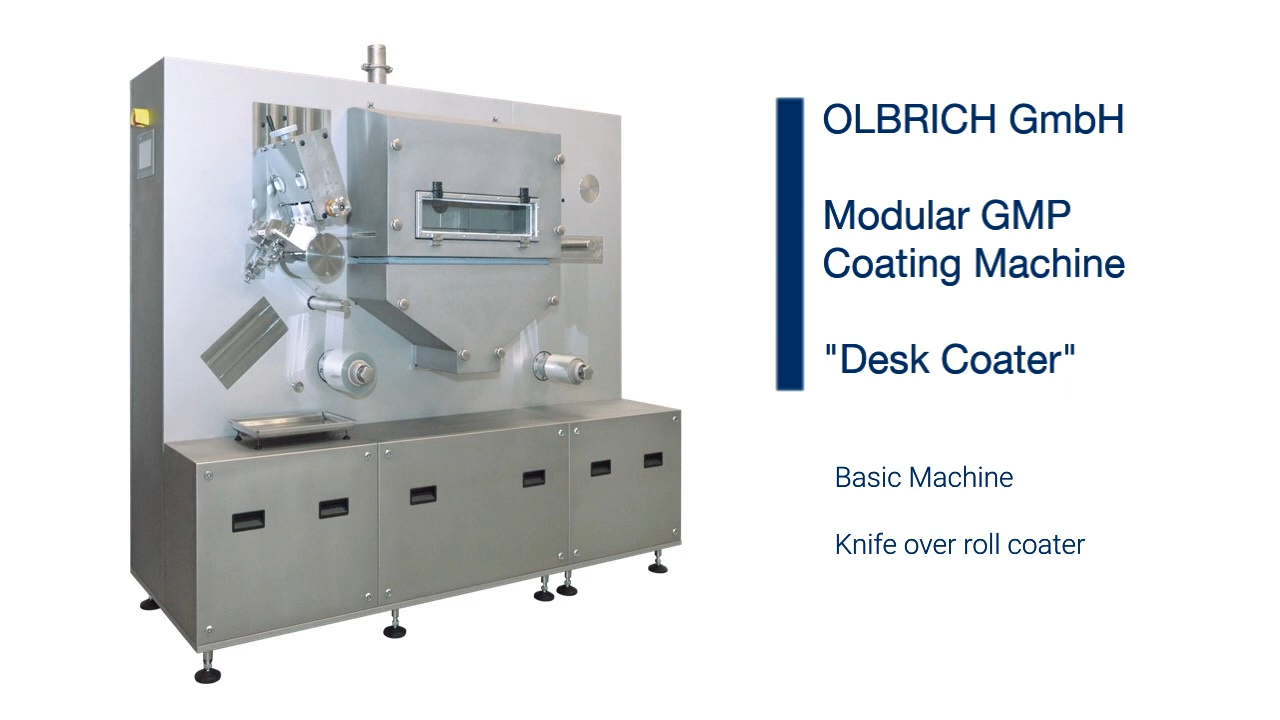 OLBRICH GmbH
Modular GMP
Coating Machine
"Desk Coater"
Basic Machine
Knife over roll coater